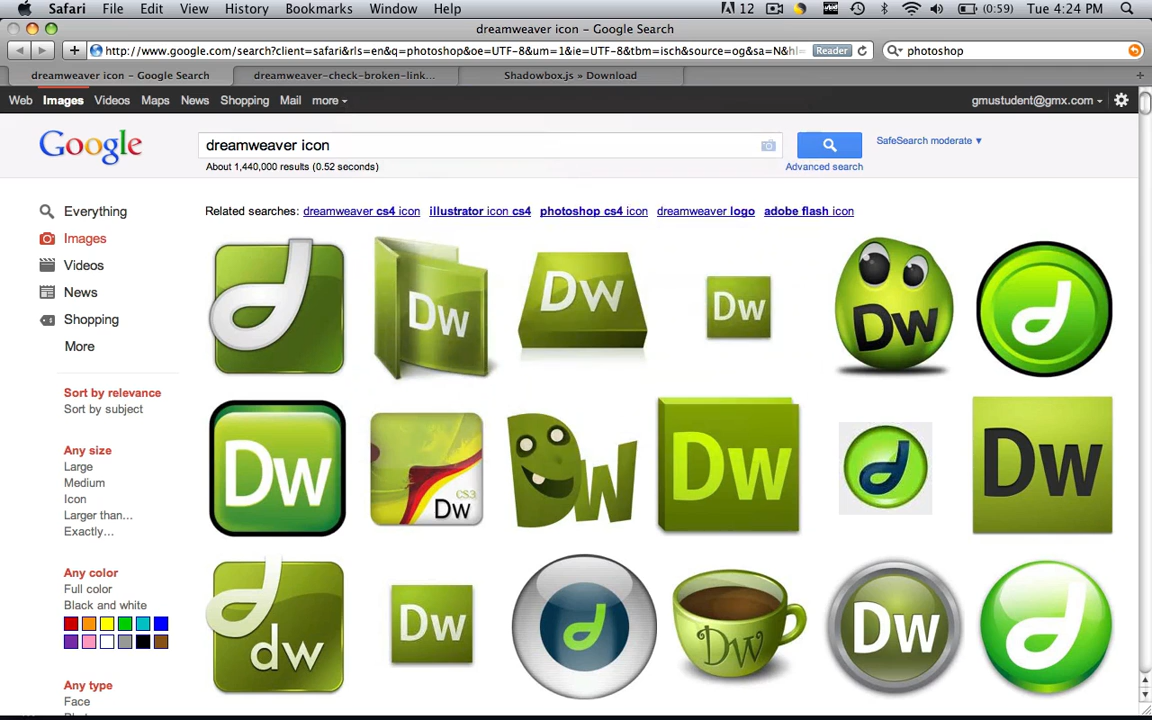 Safari File Edit View History Bookmarks Window Help 12 (0:59) Tue 4:24 PM
dreamweaver icon – Google Search
http://www.google.com/search?client=safari&rls=en&q=photoshop&oe=UTF-8&um=1&ie=UTF-8&tbm=isch&source=og&sa=N&hl= Reader photoshop
dreamweaver icon – Google Search dreamweaver-check-broken-link... Shadowbox.js » Download
Web Images Videos Maps News Shopping Mail more gmustudent@gmx.com
Google dreamweaver icon SafeSearch moderate
About 1,440,000 results (0.52 seconds) Advanced search
Related searches: dreamweaver cs4 icon illustrator icon cs4 photoshop cs4 icon dreamweaver logo adobe flash icon
Everything
Images
Videos
News
Shopping
More
Sort by relevance
Sort by subject
Any size
Large
Medium
Icon
Larger than...
Exactly...
Any color
Full color
Black and white
Any type
Face
d Dw Dw Dw Dw d
Dw cs3 Dw Dw Dw d Dw
dw Dw d Dw Dw d